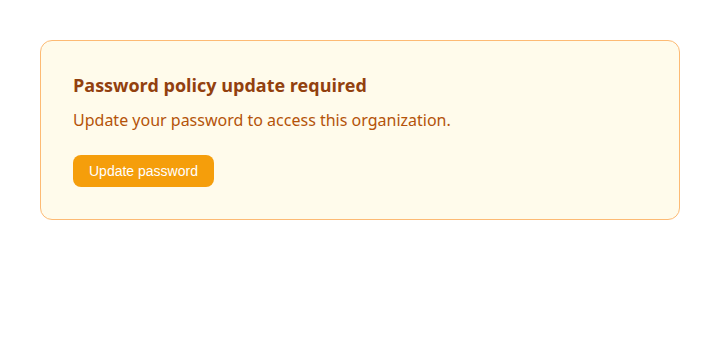 Password policy update required
Update your password to access this organization.
Update password